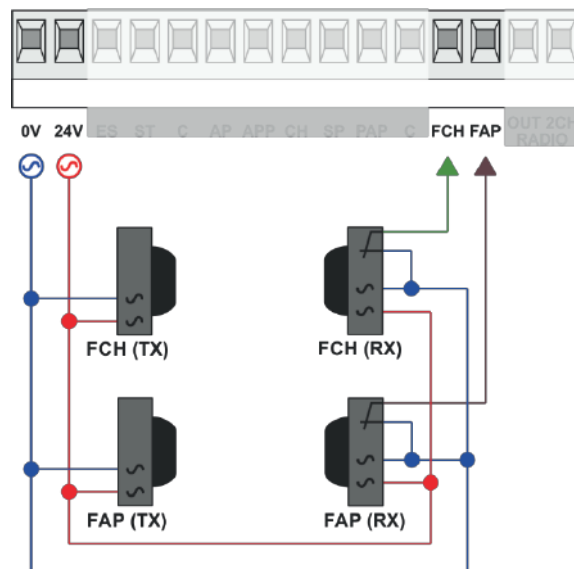 0V 24V ES ST C AP APP CH SP PAP C FCH FAP OUT 2CH
RADIO
FCH (TX) FCH (RX)
FAP (TX) FAP (RX)